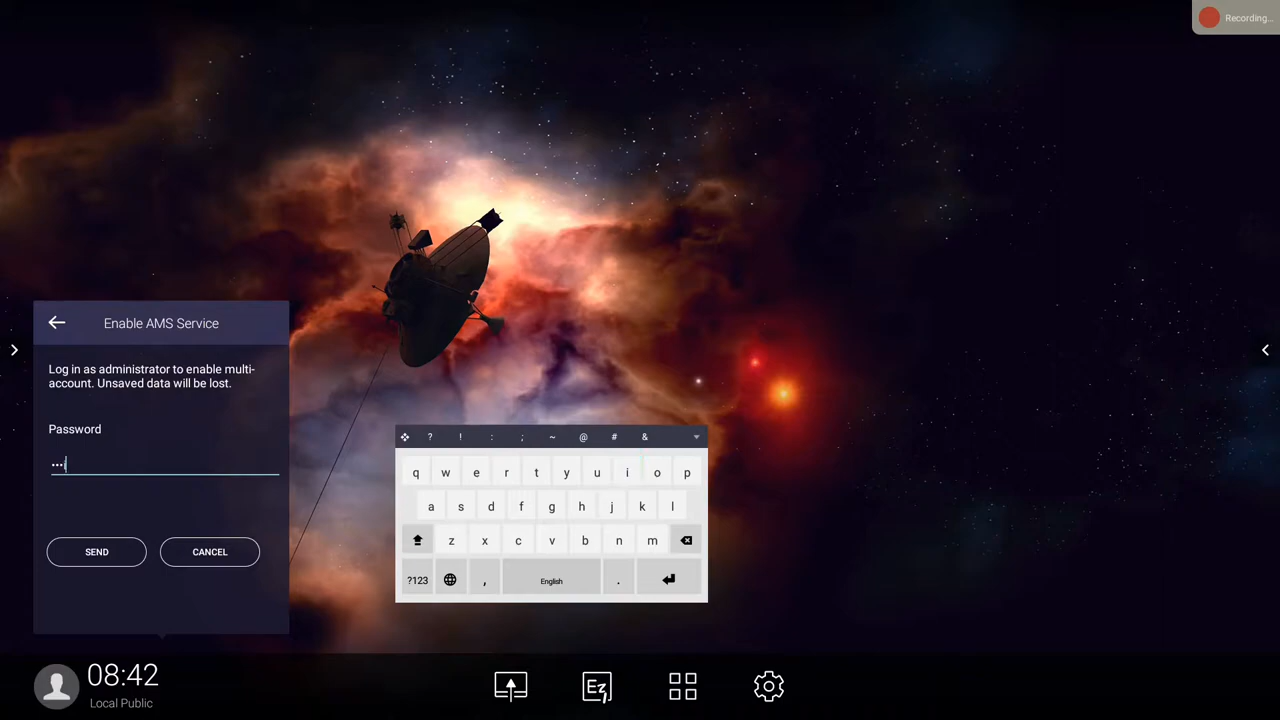 Recording...
Enable AMS Service
Log in as administrator to enable multi-
account. Unsaved data will be lost.
Password
••••
SEND
CANCEL
? ! : ; ~ @ # &
q w e r t y u i o p
a s d f g h j k l
z x c v b n m
?123 , English .
08:42
Local Public
EZ